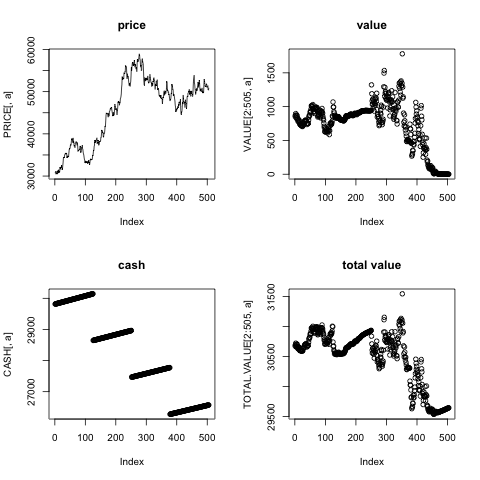 price
PRICE[, a]
30000 40000 50000 60000
0 100 200 300 400 500
Index
value
VALUE[2:505, a]
0 500 1000 1500
0 100 200 300 400 500
Index
cash
CASH[, a]
27000 29000
0 100 200 300 400 500
Index
total value
TOTAL.VALUE[2:505, a]
29500 30500 31500
0 100 200 300 400 500
Index